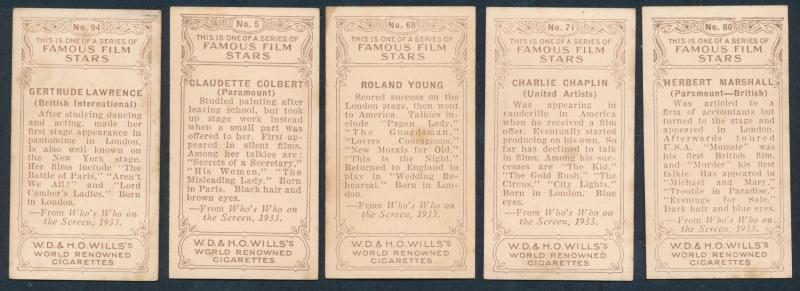 No. 94
THIS IS ONE OF A SERIES OF
FAMOUS FILM
STARS
GERTRUDE LAWRENCE
(British International)
After studying dancing
and acting, made her
first stage appearance in
pantomime in London.
Is also well known on
the New York stage.
Her films include "The
Battle of Paris," "Aren't
We All?" and "Lord
Camber's Ladies." Born
in London.
—From Who's Who on
the Screen, 1933.
W.D. & H.O. WILLS'S
WORLD RENOWNED
CIGARETTES
No. 5
THIS IS ONE OF A SERIES OF
FAMOUS FILM
STARS
CLAUDETTE COLBERT
(Paramount)
Studied painting after
leaving school, but took
up stage work instead
when a small part was
offered to her. First ap-
peared in silent films.
Among her talkies are:
"Secrets of a Secretary,"
"His Women," "The
Misleading Lady." Born
in Paris. Black hair and
brown eyes.
—From Who's Who on
the Screen, 1933.
W.D. & H.O. WILLS'S
WORLD RENOWNED
CIGARETTES
No. 68
THIS IS ONE OF A SERIES OF
FAMOUS FILM
STARS
ROLAND YOUNG
Scored success on the
London stage, then went
to America. Talkies in-
clude "Pagan Lady,"
"The Guardsman,"
"Lovers Courageous,"
"New Morals for Old,"
"This is the Night."
Returned to England to
play in "Wedding Re-
hearsal." Born in Lon-
don.
—From Who's Who on
the Screen, 1933.
W.D. & H.O. WILLS'S
WORLD RENOWNED
CIGARETTES
No. 71
THIS IS ONE OF A SERIES OF
FAMOUS FILM
STARS
CHARLIE CHAPLIN
(United Artists)
Was appearing in
vaudeville in America
when he received a film
offer. Eventually started
producing on his own. So
far has declined to talk
in films. Among his suc-
cesses are "The Kid,"
"The Gold Rush," "The
Circus," "City Lights."
Born in London. Blue
eyes.
—From Who's Who on
the Screen, 1933.
W.D. & H.O. WILLS'S
WORLD RENOWNED
CIGARETTES
No. 80
THIS IS ONE OF A SERIES OF
FAMOUS FILM
STARS
HERBERT MARSHALL
(Paramount—British)
Was articled to a
firm of accountants but
turned to the stage and
appeared in London.
Afterwards toured
U.S.A. "Mumsie" was
his first British film,
and "Murder" his first
talkie. Has appeared in
"Michael and Mary,"
"Trouble in Paradise,"
"Evenings for Sale."
Dark hair and blue eyes.
—From Who's Who on
the Screen, 1933.
W.D. & H.O. WILLS'S
WORLD RENOWNED
CIGARETTES